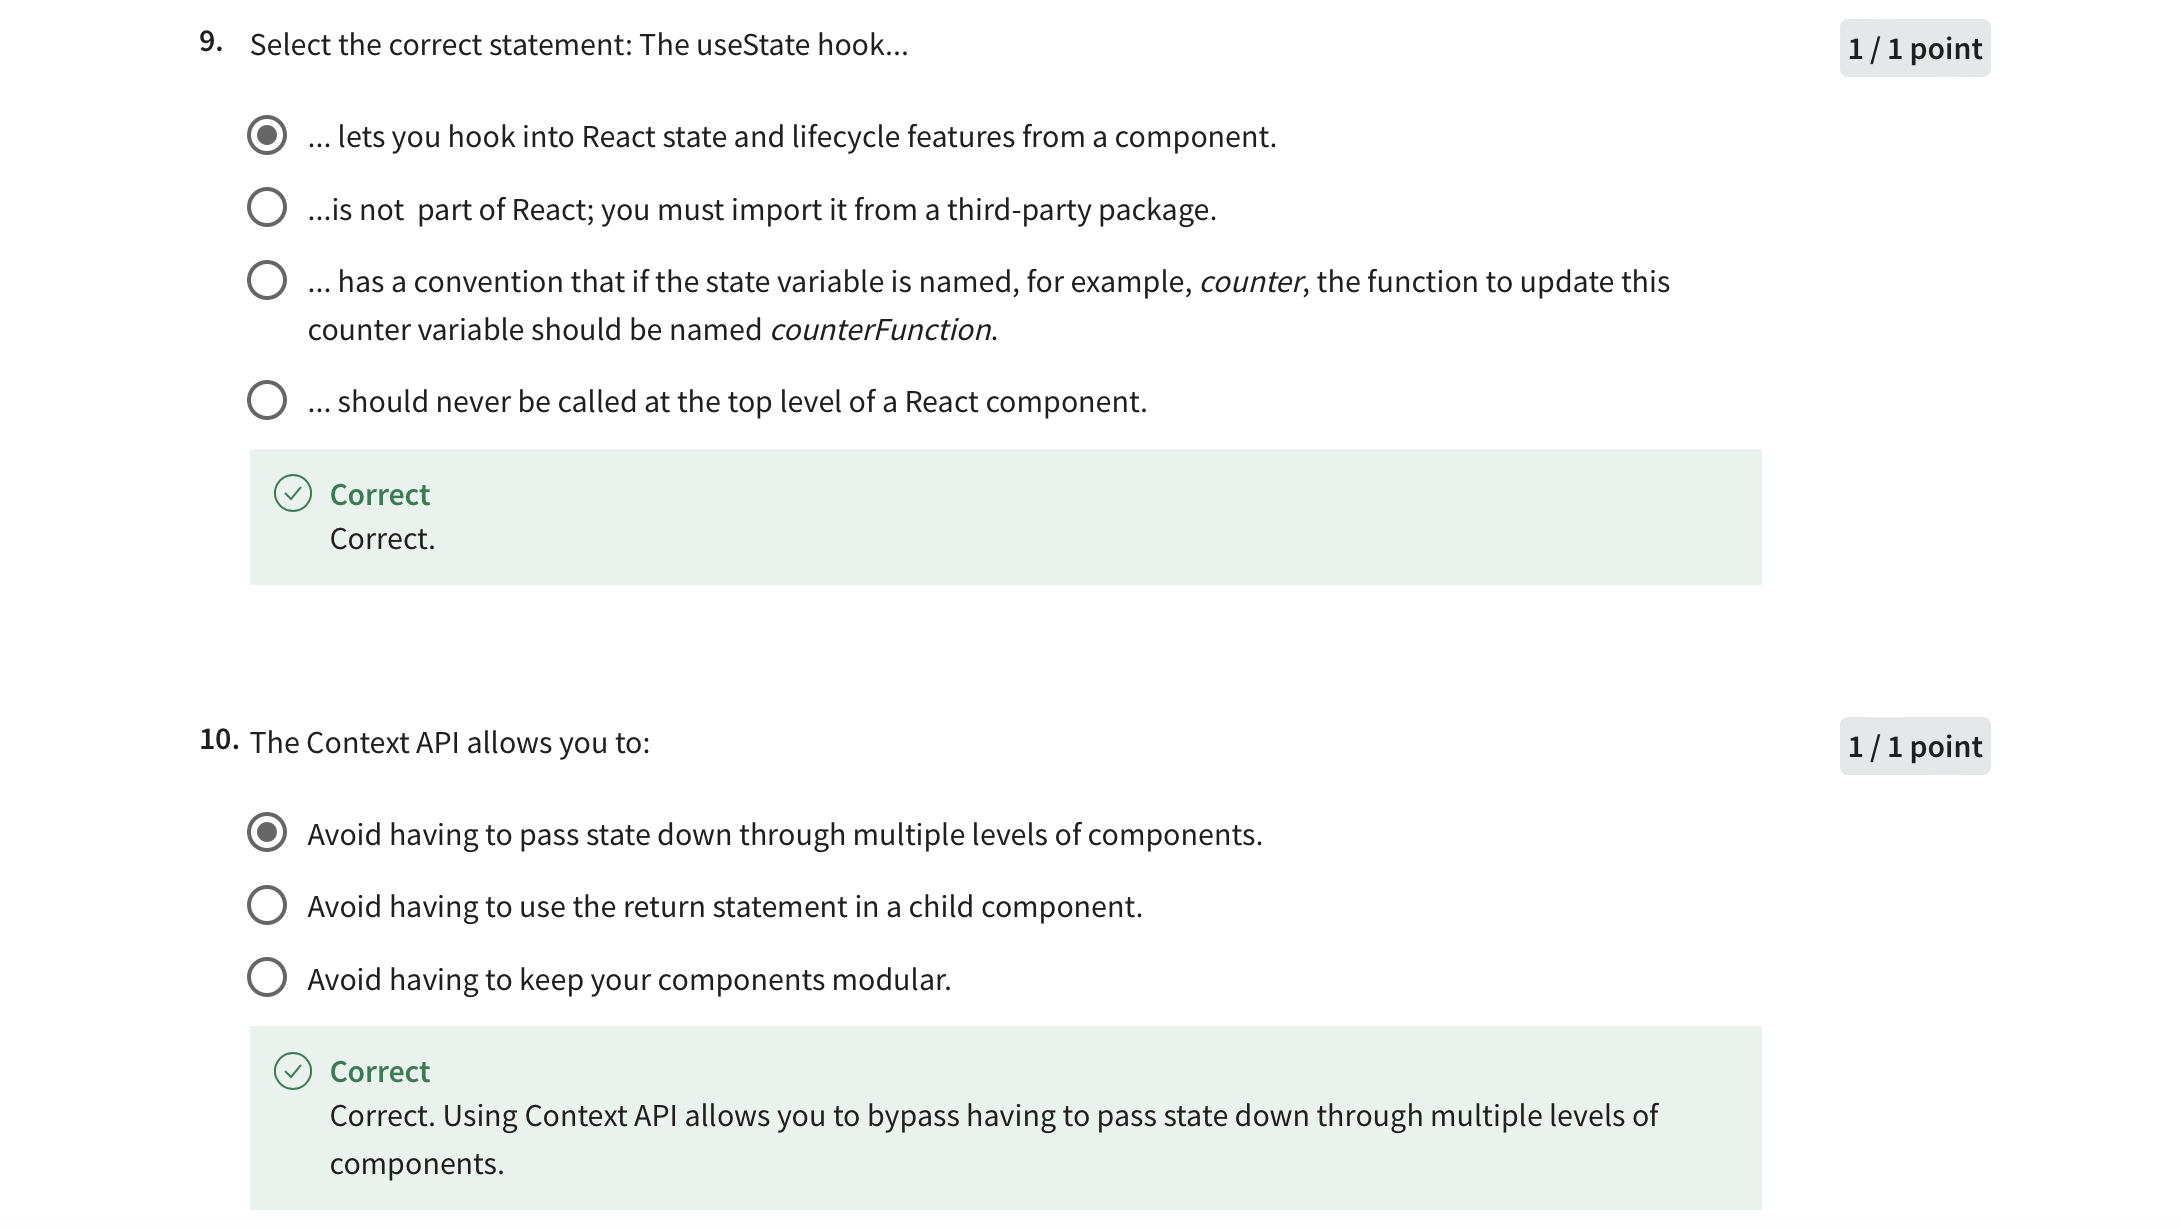 9. Select the correct statement: The useState hook...
1 / 1 point
... lets you hook into React state and lifecycle features from a component.
...is not  part of React; you must import it from a third-party package.
... has a convention that if the state variable is named, for example, counter, the function to update this
counter variable should be named counterFunction.
... should never be called at the top level of a React component.
Correct
Correct.
10. The Context API allows you to:
1 / 1 point
Avoid having to pass state down through multiple levels of components.
Avoid having to use the return statement in a child component.
Avoid having to keep your components modular.
Correct
Correct. Using Context API allows you to bypass having to pass state down through multiple levels of
components.